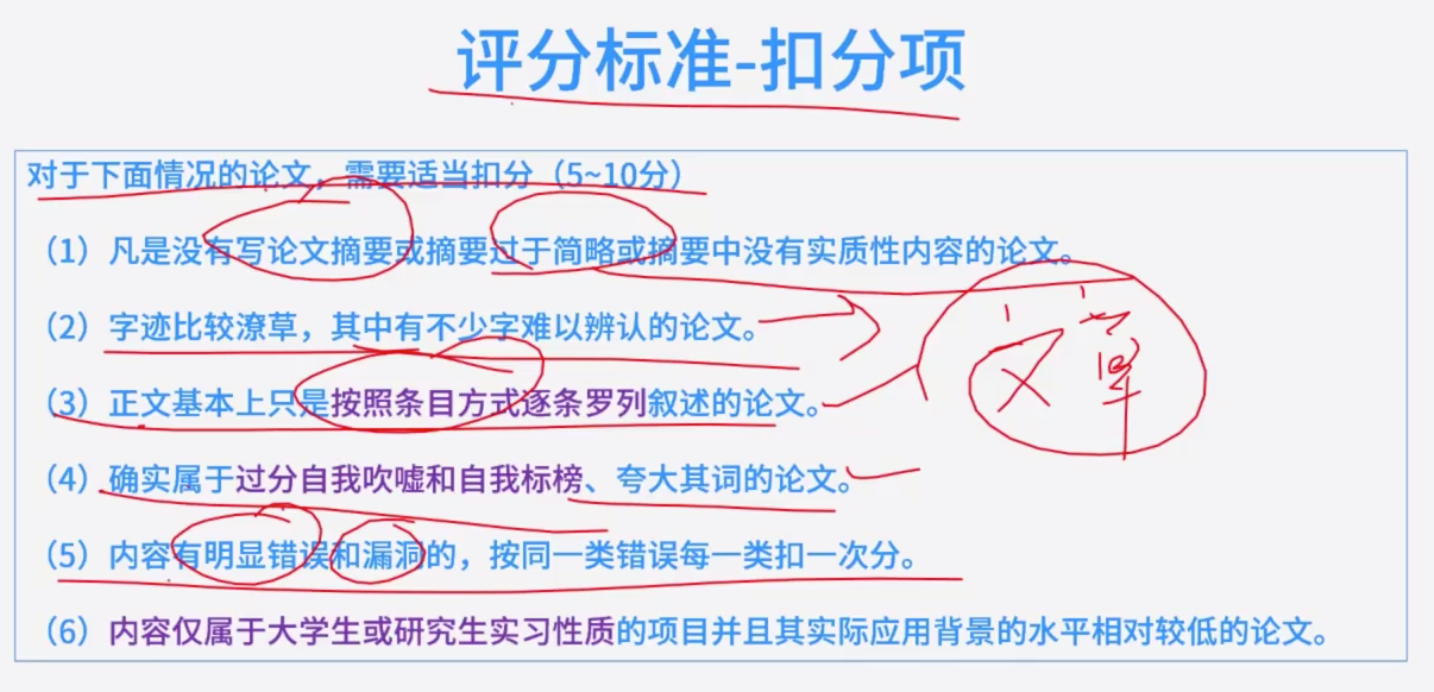 评分标准-扣分项
对于下面情况的论文，需要适当扣分（5~10分）
（1）凡是没有写论文摘要或摘要过于简略或摘要中没有实质性内容的论文。
（2）字迹比较潦草，其中有不少字难以辨认的论文。
（3）正文基本上只是按照条目方式逐条罗列叙述的论文。
文章
（4）确实属于过分自我吹嘘和自我标榜、夸大其词的论文。
（5）内容有明显错误和漏洞的，按同一类错误每一类扣一次分。
（6）内容仅属于大学生或研究生实习性质的项目并且其实际应用背景的水平相对较低的论文。